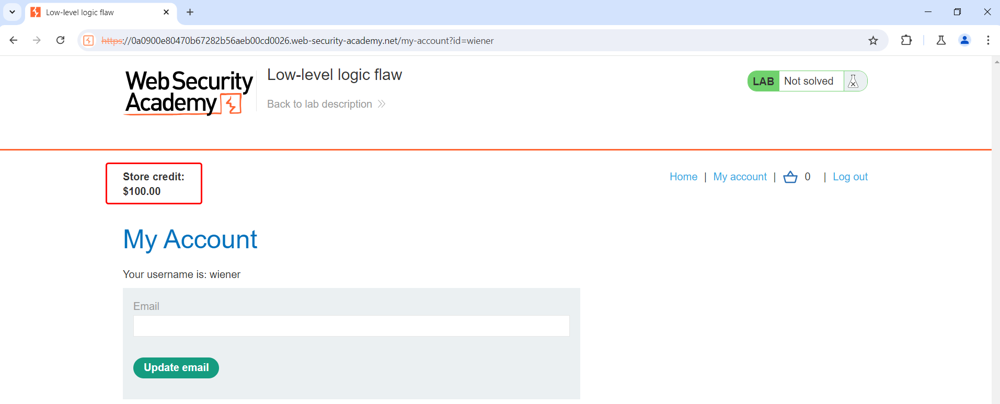 Low-level logic flaw
https://0a0900e80470b67282b56aeb00cd0026.web-security-academy.net/my-account?id=wiener
Web Security
Academy
Low-level logic flaw
Back to lab description
LAB Not solved
Store credit:
$100.00
Home | My account | 0 | Log out
My Account
Your username is: wiener
Email
Update email